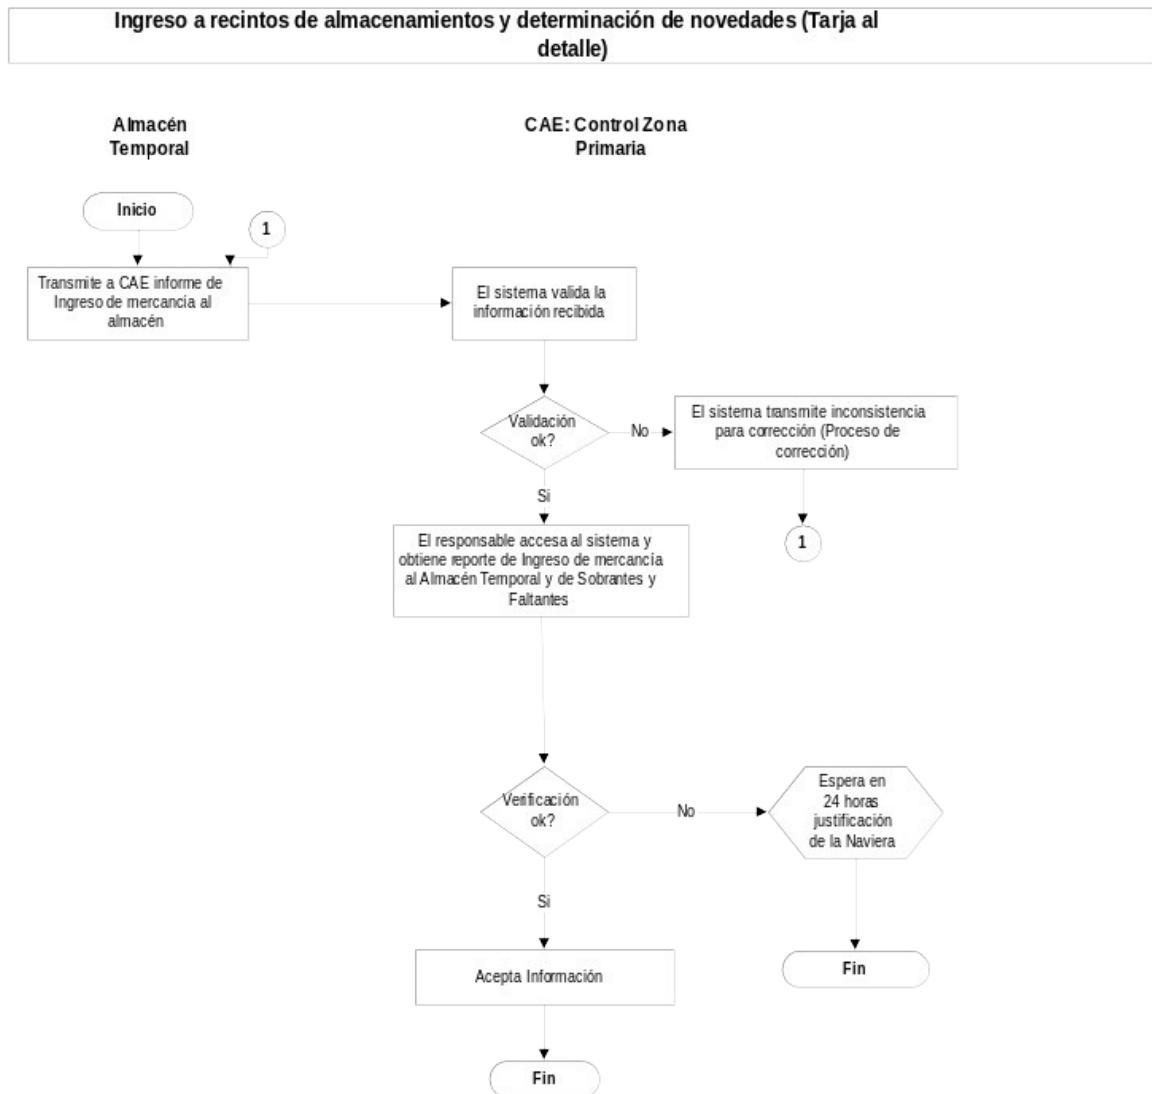 Ingreso a recintos de almacenamientos y determinación de novedades (Tarja al
detalle)
Almacén
Temporal
CAE: Control Zona
Primaria
Inicio
1
Transmite a CAE informe de
Ingreso de mercancía al
almacén
El sistema valida la
información recibida
Validación
ok?
No
El sistema transmite inconsistencia
para corrección (Proceso de
corrección)
Si
1
El responsable accesa al sistema y
obtiene reporte de Ingreso de mercancía
al Almacén Temporal y de Sobrantes y
Faltantes
Verificación
ok?
No
Espera en
24 horas
justificación
de la Naviera
Si
Acepta Información
Fin
Fin